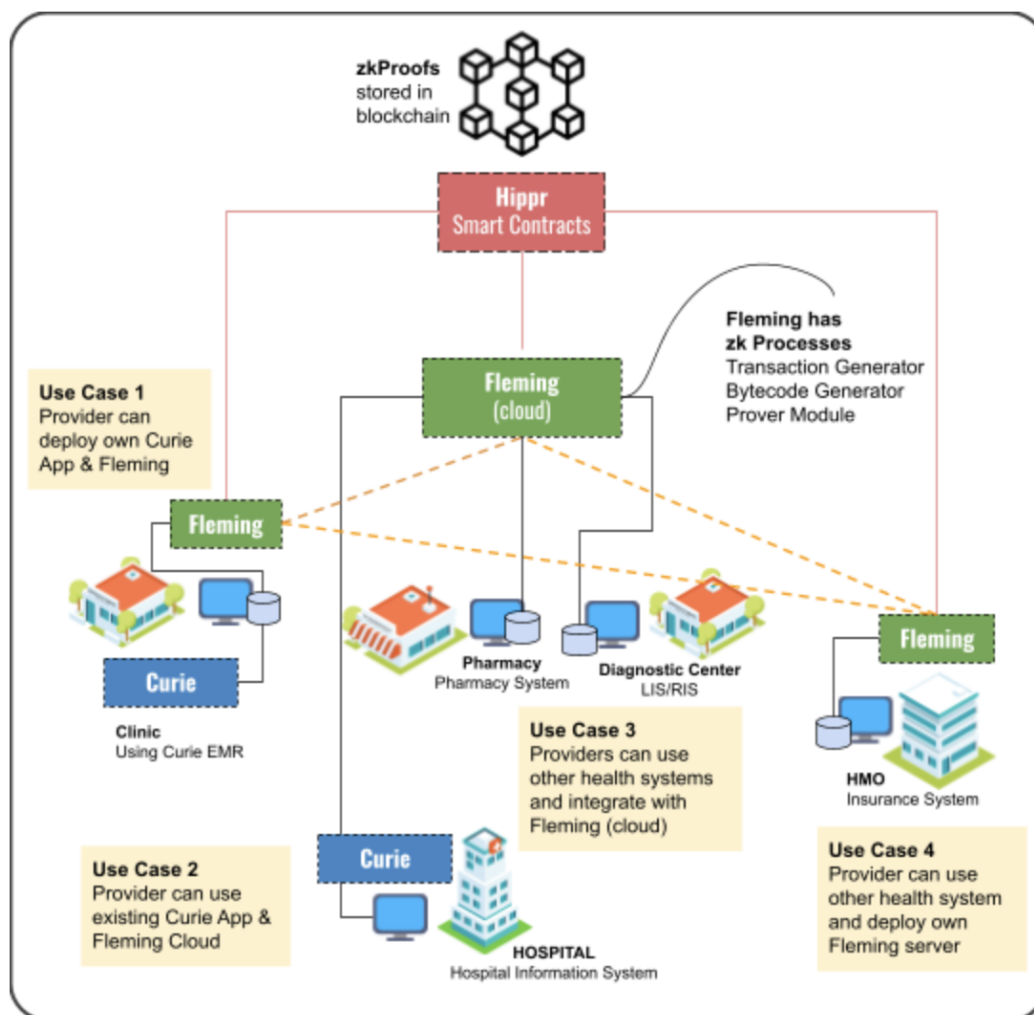 zkProofs
stored in
blockchain
Hippr
Smart Contracts
Fleming has
zk Processes
Transaction Generator
Bytecode Generator
Prover Module
Fleming
(cloud)
Use Case 1
Provider can
deploy own Curie
App & Fleming
Fleming
Curie
Clinic
Using Curie EMR
Pharmacy
Pharmacy System
Diagnostic Center
LIS/RIS
Fleming
HMO
Insurance System
Use Case 3
Providers can use
other health systems
and integrate with
Fleming (cloud)
Use Case 2
Provider can use
existing Curie App &
Fleming Cloud
Curie
HOSPITAL
Hospital Information System
Use Case 4
Provider can use
other health system
and deploy own
Fleming server